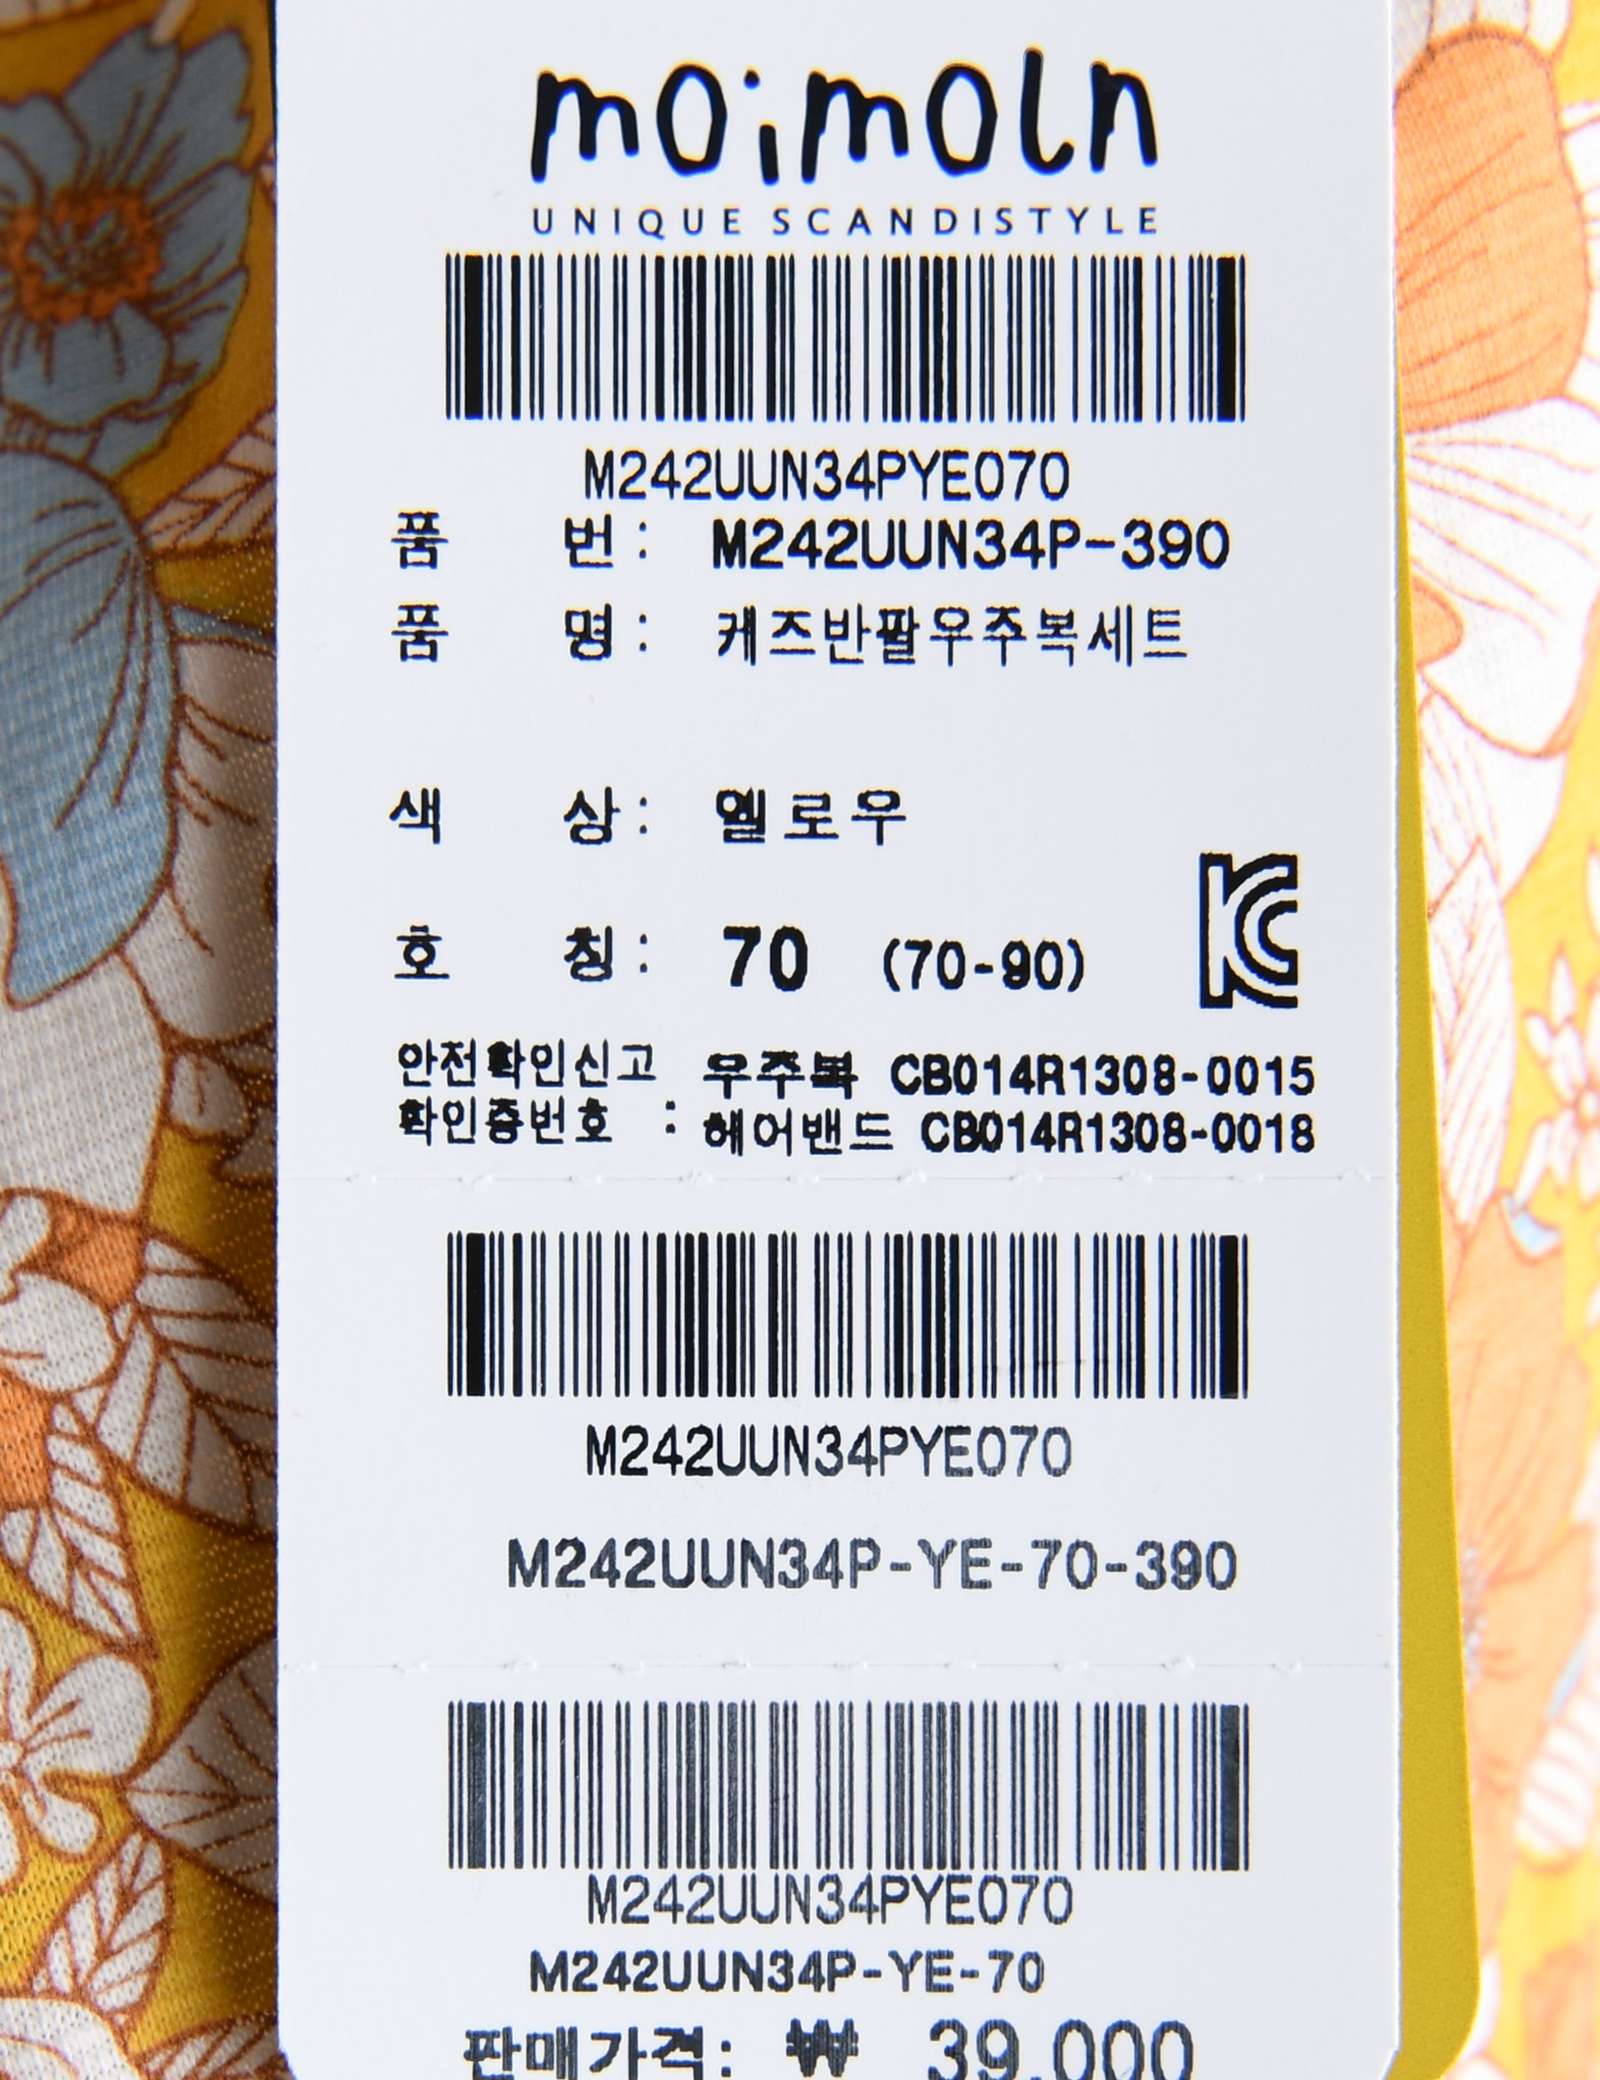 moimoln
UNIQUE SCANDISTYLE
M242UUN34PYE070
품 번 : M242UUN34P-390
품 명 : 케즈반팔우주복세트
색 상 : 옐로우
호 칭 : 70 (70-90)
안전확인신고 우주복 CB014R1308-0015
확인증번호 : 헤어밴드 CB014R1308-0018
M242UUN34PYE070
M242UUN34P-YE-70-390
M242UUN34PYE070
M242UUN34P-YE-70
판매가격: ₩ 39,000